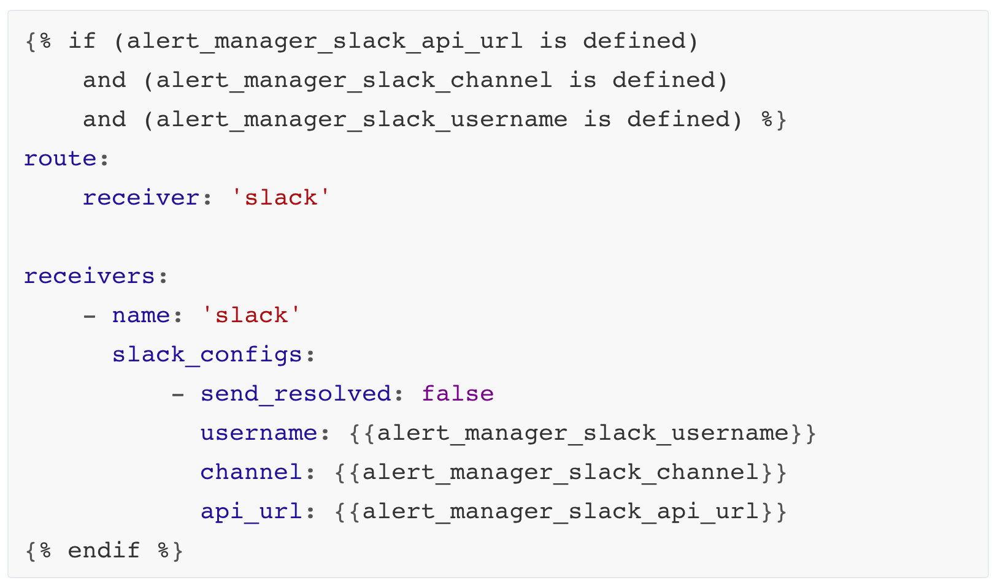 {% if (alert_manager_slack_api_url is defined)
    and (alert_manager_slack_channel is defined)
    and (alert_manager_slack_username is defined) %}
route:
    receiver: 'slack'

receivers:
    - name: 'slack'
      slack_configs:
          - send_resolved: false
            username: {{alert_manager_slack_username}}
            channel: {{alert_manager_slack_channel}}
            api_url: {{alert_manager_slack_api_url}}
{% endif %}